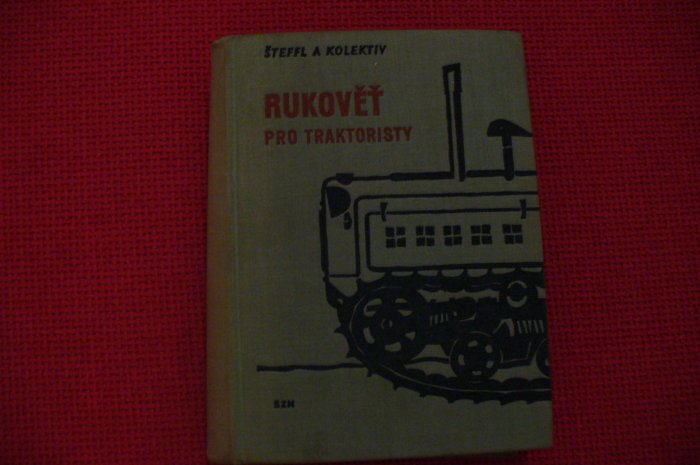 ŠTEFFL A KOLEKTIV
RUKOVĚŤ
PRO TRAKTORISTY
SZN